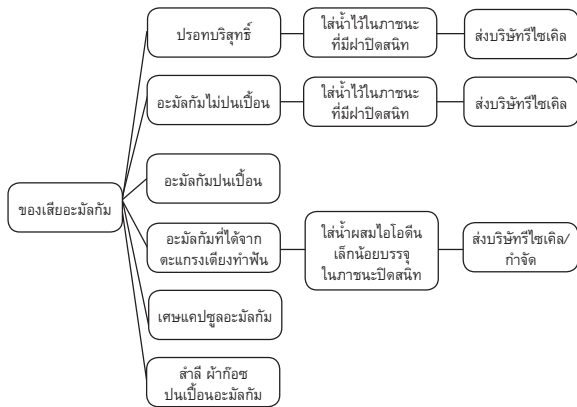 ปรอทบริสุทธิ์
ใส่น้ำไว้ในภาชนะ
ที่มีฝาปิดสนิท
ส่งบริษัทรีไซเคิล
อะมัลกัมไม่ปนเปื้อน
ใส่น้ำไว้ในภาชนะ
ที่มีฝาปิดสนิท
ส่งบริษัทรีไซเคิล
อะมัลกัมปนเปื้อน
ของเสียอะมัลกัม
อะมัลกัมที่ได้จาก
ตะแกรงเตียงทำฟัน
ใส่น้ำผสมไอโอดีน
เล็กน้อยบรรจุ
ในภาชนะปิดสนิท
ส่งบริษัทรีไซเคิล/
กำจัด
เศษแคปซูลอะมัลกัม
สำลี ผ้าก๊อซ
ปนเปื้อนอะมัลกัม